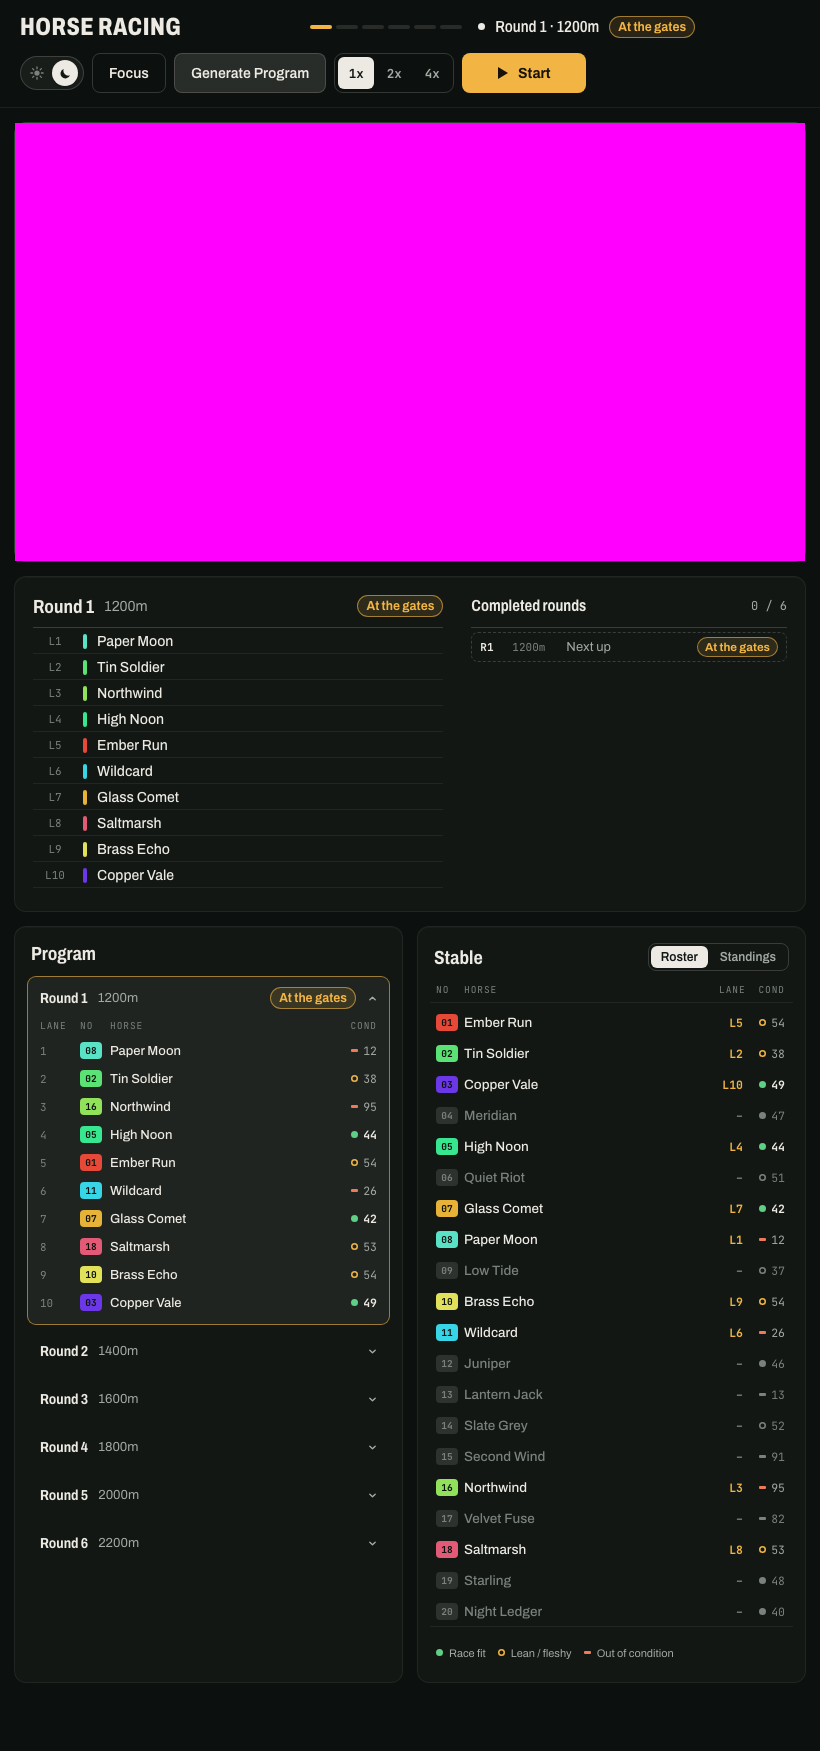 HORSE RACING
Round 1 · 1200m At the gates
Focus Generate Program 1x 2x 4x Start
Round 1 1200m At the gates
L1 Paper Moon
L2 Tin Soldier
L3 Northwind
L4 High Noon
L5 Ember Run
L6 Wildcard
L7 Glass Comet
L8 Saltmarsh
L9 Brass Echo
L10 Copper Vale
Completed rounds 0 / 6
R1 1200m Next up At the gates
Program
Round 1 1200m At the gates
LANE NO HORSE COND
1 08 Paper Moon 12
2 02 Tin Soldier 38
3 16 Northwind 95
4 05 High Noon 44
5 01 Ember Run 54
6 11 Wildcard 26
7 07 Glass Comet 42
8 18 Saltmarsh 53
9 10 Brass Echo 54
10 03 Copper Vale 49
Round 2 1400m
Round 3 1600m
Round 4 1800m
Round 5 2000m
Round 6 2200m
Stable Roster Standings
NO HORSE LANE COND
01 Ember Run L5 54
02 Tin Soldier L2 38
03 Copper Vale L10 49
04 Meridian – 47
05 High Noon L4 44
06 Quiet Riot – 51
07 Glass Comet L7 42
08 Paper Moon L1 12
09 Low Tide – 37
10 Brass Echo L9 54
11 Wildcard L6 26
12 Juniper – 46
13 Lantern Jack – 13
14 Slate Grey – 52
15 Second Wind – 91
16 Northwind L3 95
17 Velvet Fuse – 82
18 Saltmarsh L8 53
19 Starling – 48
20 Night Ledger – 40
Race fit Lean / fleshy Out of condition